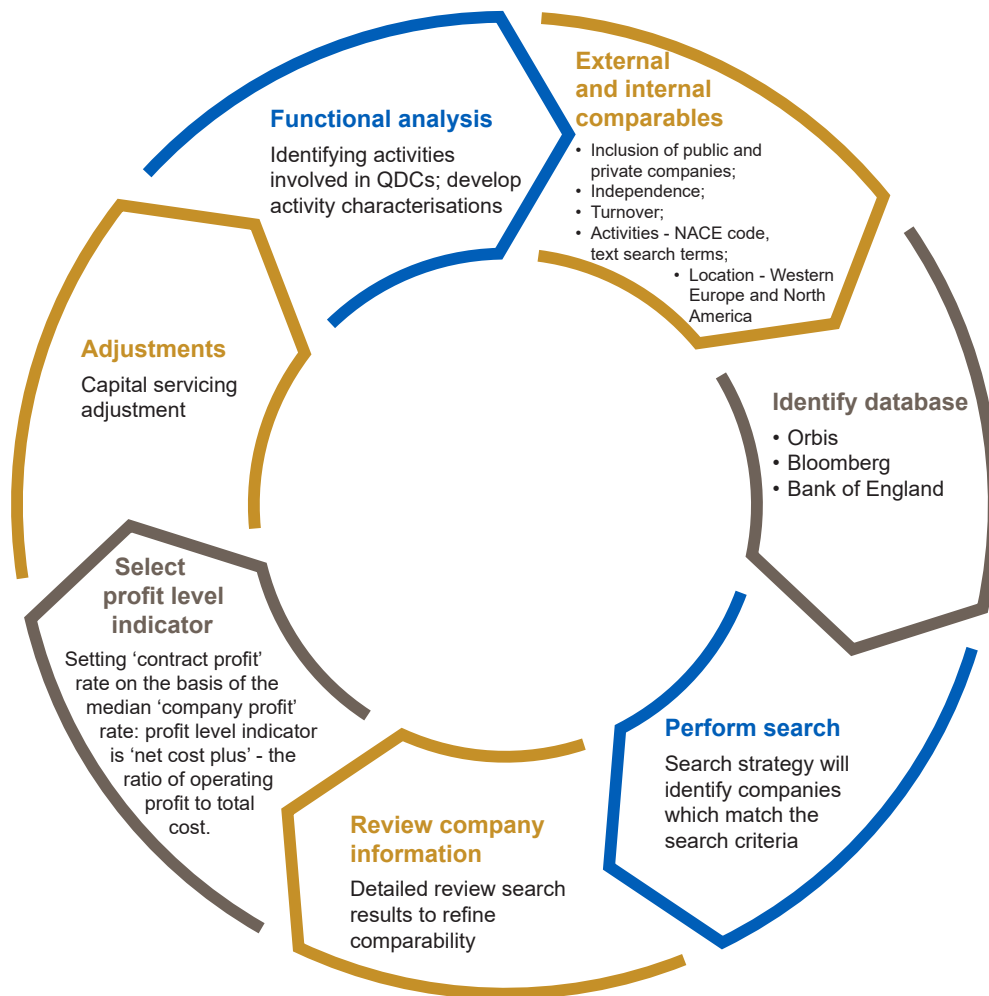 Functional analysis
Identifying activities
involved in QDCs; develop
activity characterisations
External
and internal
comparables
• Inclusion of public and
private companies;
• Independence;
• Turnover;
• Activities - NACE code,
text search terms;
• Location - Western
Europe and North
America
Identify database
• Orbis
• Bloomberg
• Bank of England
Perform search
Search strategy will
identify companies
which match the
search criteria
Review company
information
Detailed review search
results to refine
comparability
Select
profit level
indicator
Setting ‘contract profit’
rate on the basis of the
median ‘company profit’
rate: profit level indicator
is ‘net cost plus’ - the
ratio of operating
profit to total
cost.
Adjustments
Capital servicing
adjustment